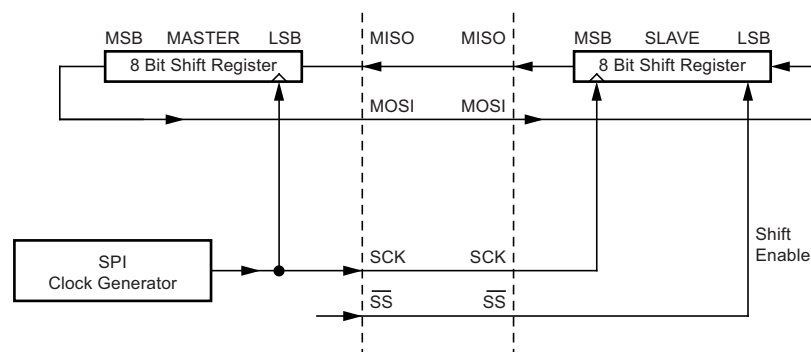 MSB MASTER LSB
8 Bit Shift Register
MISO MISO
MSB SLAVE LSB
8 Bit Shift Register
MOSI MOSI
SPI
Clock Generator
SCK SCK
SS SS
Shift
Enable